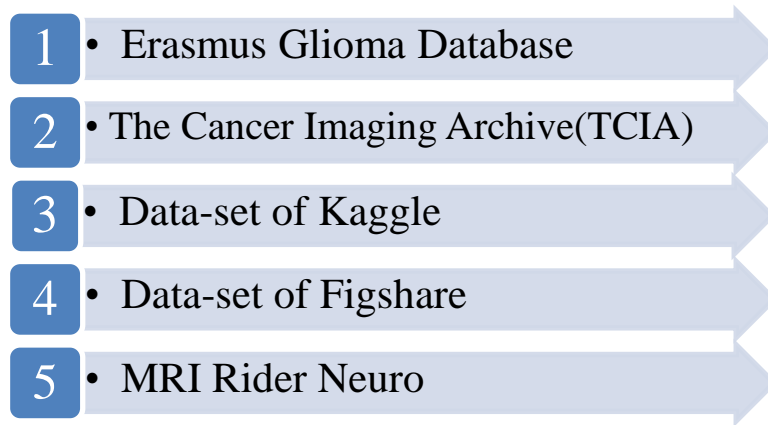 1 • Erasmus Glioma Database
2 • The Cancer Imaging Archive(TCIA)
3 • Data-set of Kaggle
4 • Data-set of Figshare
5 • MRI Rider Neuro